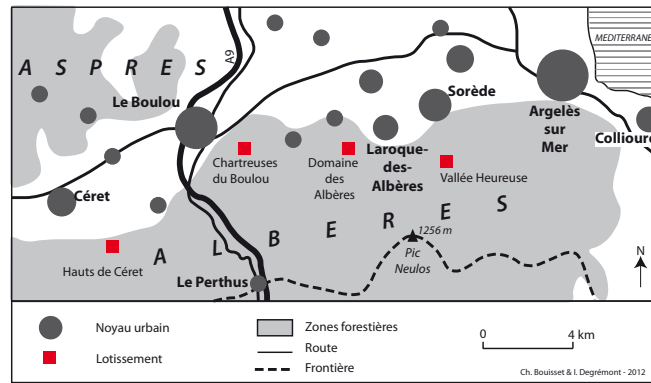 MEDITERRANE
A9
A S P R E S
Le Boulou
Sorède
Argelès
sur
Mer
Collioure
Chartreuses
du Boulou
Domaine
des
Albères
Laroque-
des-
Albères
Vallée Heureuse
Céret
A L B E R E S
1256 m
Pic
Neulos
Hauts de Céret
Le Perthus
N
Noyau urbain
Lotissement
Zones forestières
Route
Frontière
0 4 km
Ch. Bouisset & I. Degrémont - 2012